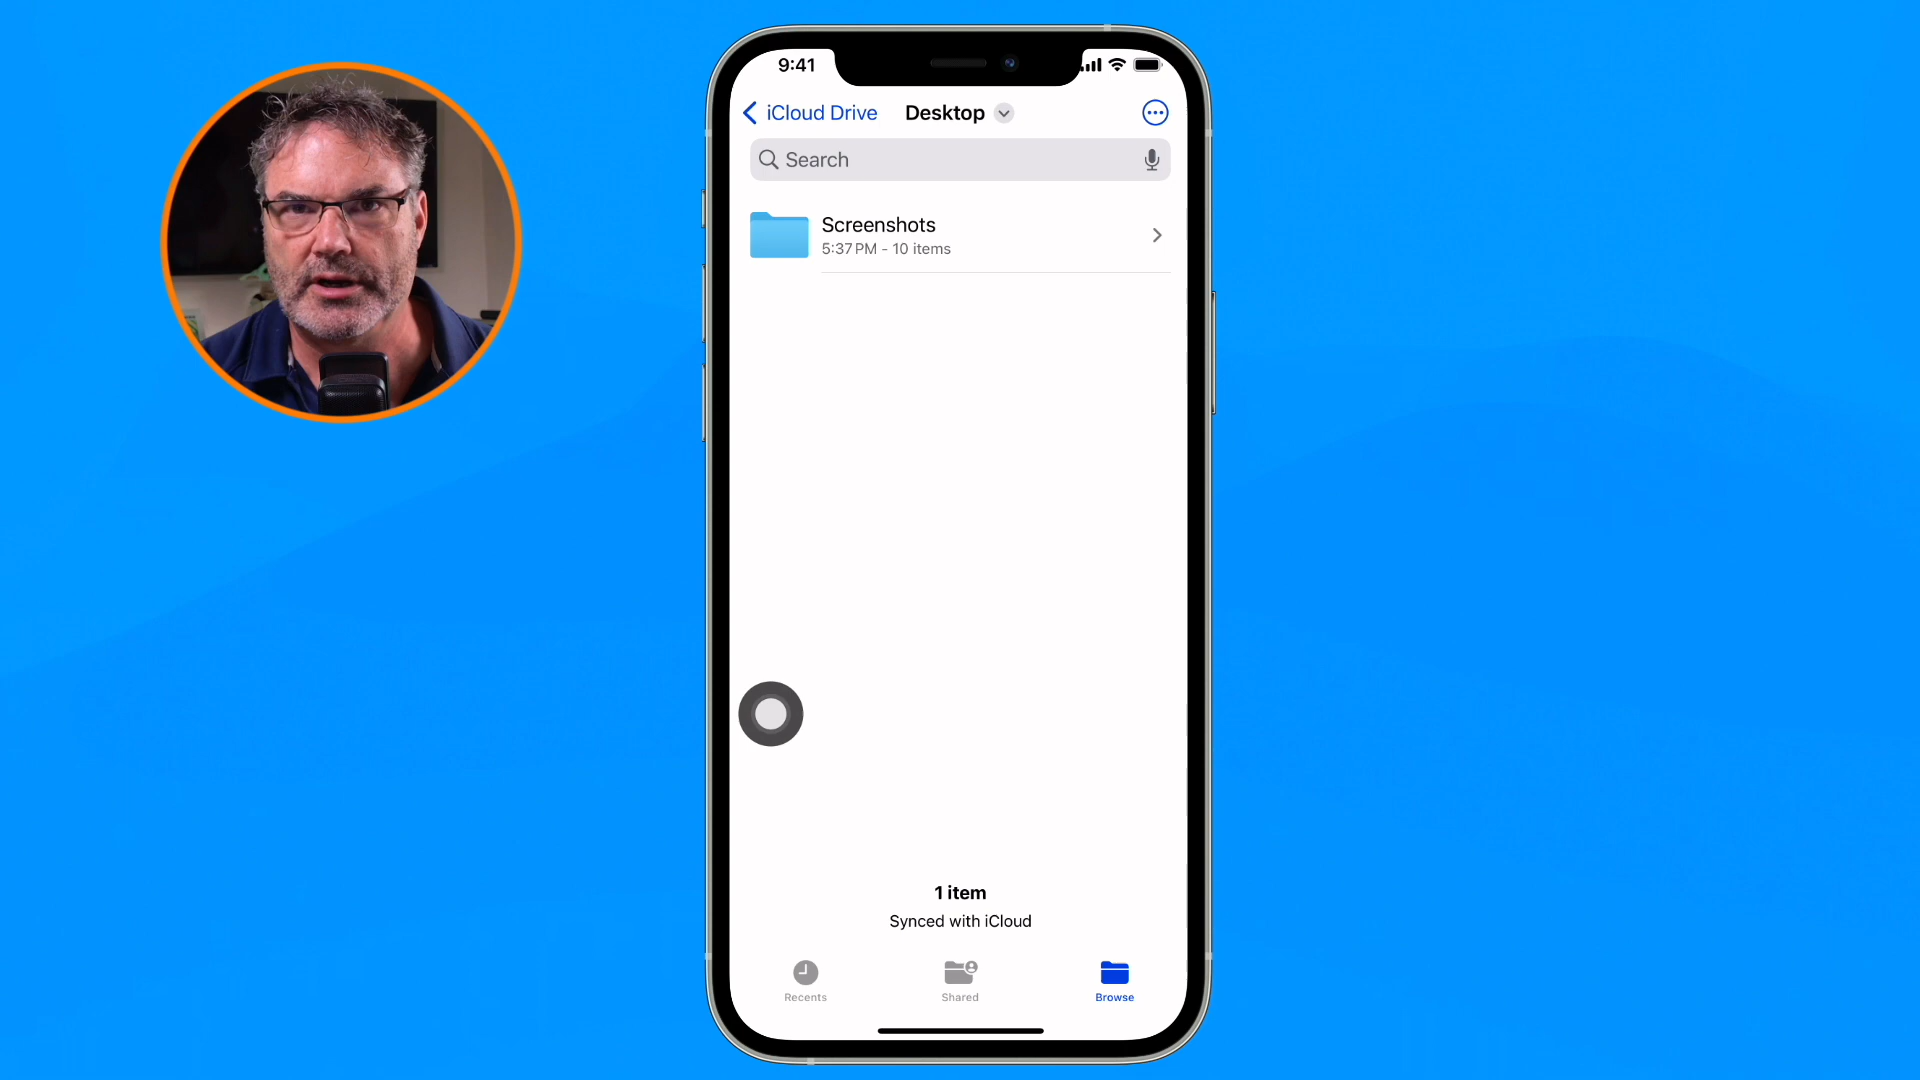 9:41
iCloud Drive Desktop
Search
Screenshots
5:37 PM - 10 items
1 item
Synced with iCloud
Recents Shared Browse